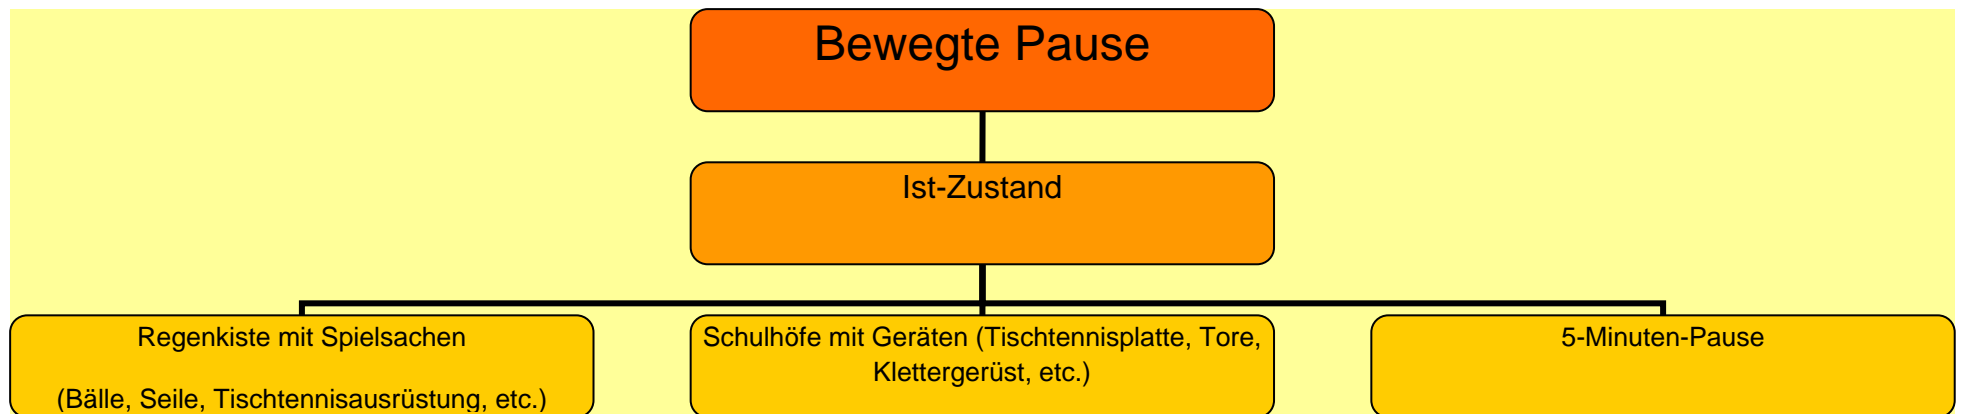 Bewegte Pause
Ist-Zustand
Regenkiste mit Spielsachen
(Bälle, Seile, Tischtennisausrüstung, etc.)
Schulhöfe mit Geräten (Tischtennisplatte, Tore,
Klettergerüst, etc.)
5-Minuten-Pause